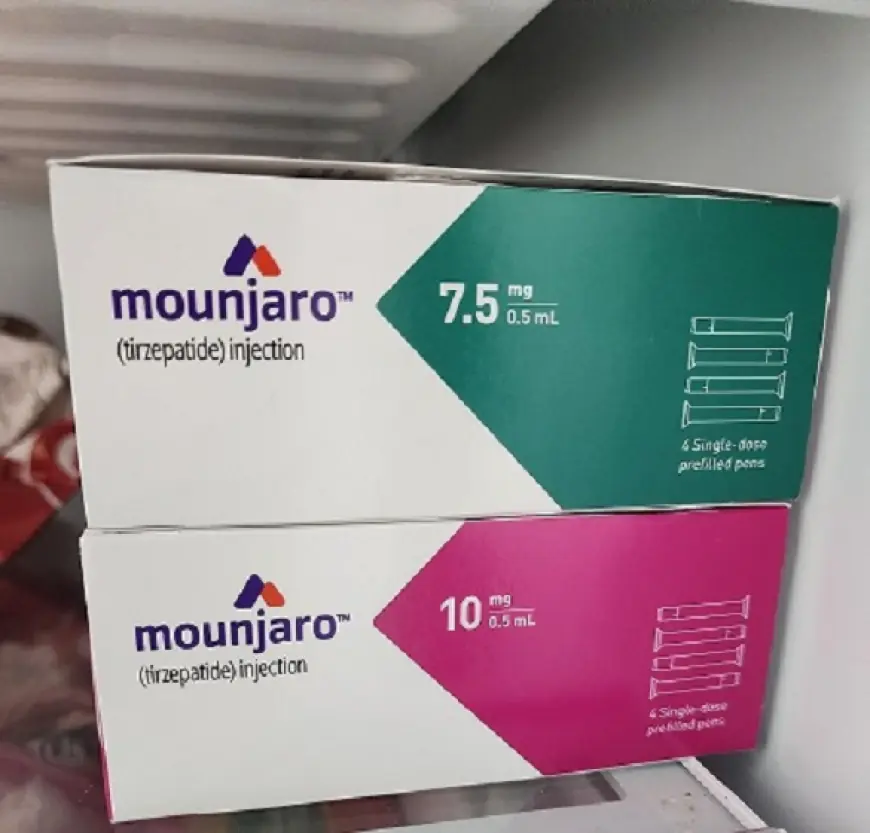 mounjaro™
(tirzepatide) injection
7.5 mg
0.5 mL
4 Single-dose
prefilled pens
mounjaro™
(tirzepatide) injection
10 mg
0.5 mL
4 Single-dose
prefilled pens